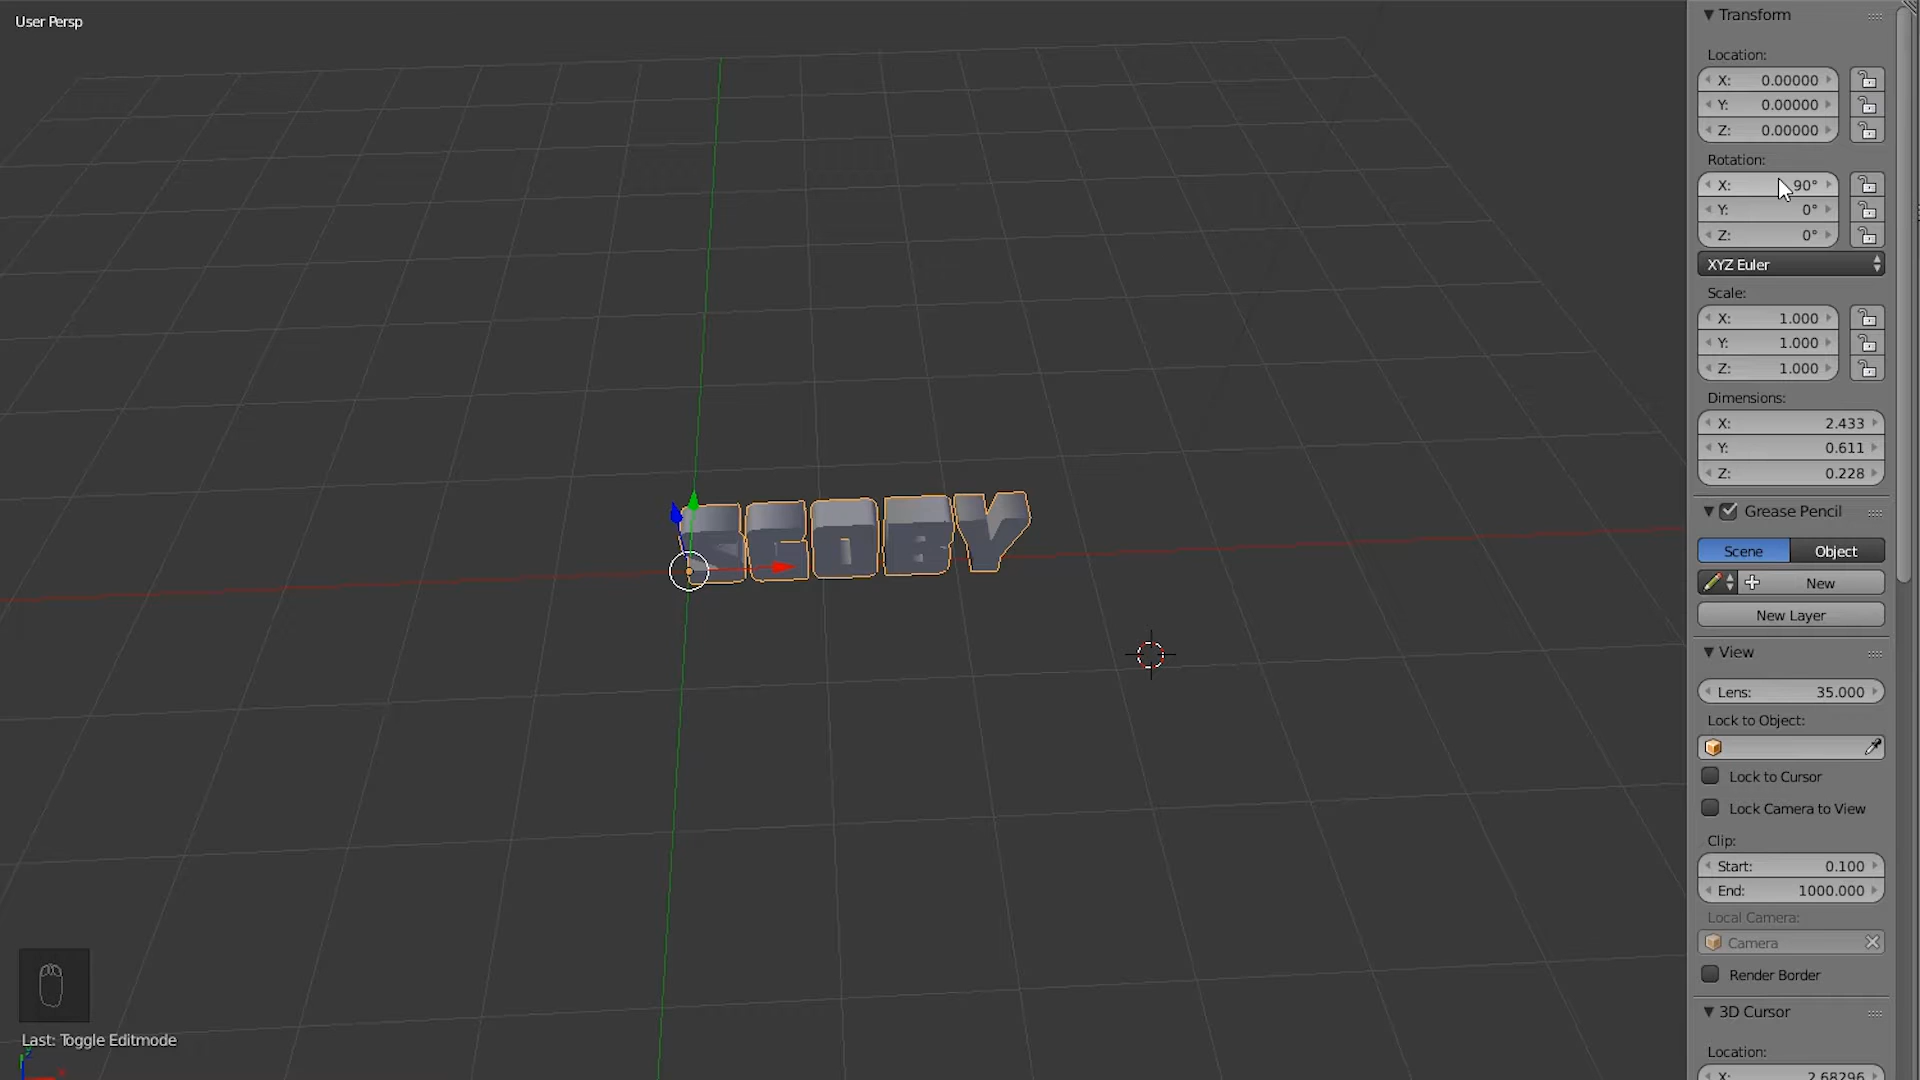 User Persp
Transform
Location:
X: 0.00000
Y: 0.00000
Z: 0.00000
Rotation:
X: 90°
Y: 0°
Z: 0°
XYZ Euler
Scale:
X: 1.000
Y: 1.000
Z: 1.000
Dimensions:
X: 2.433
Y: 0.611
Z: 0.228
Grease Pencil
Scene Object
New
New Layer
View
Lens: 35.000
Lock to Object:
Lock to Cursor
Lock Camera to View
Clip:
Start: 0.100
End: 1000.000
Local Camera:
Camera
Render Border
3D Cursor
Location:
X: 2.68296
Last: Toggle Editmode